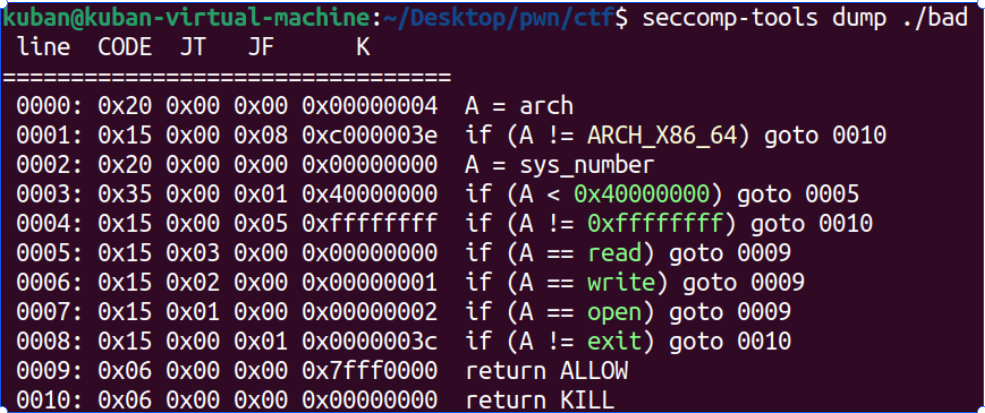 kuban@kuban-virtual-machine:~/Desktop/pwn/ctf$ seccomp-tools dump ./bad
 line  CODE  JT   JF      K
=================================
 0000: 0x20 0x00 0x00 0x00000004  A = arch
 0001: 0x15 0x00 0x08 0xc000003e  if (A != ARCH_X86_64) goto 0010
 0002: 0x20 0x00 0x00 0x00000000  A = sys_number
 0003: 0x35 0x00 0x01 0x40000000  if (A < 0x40000000) goto 0005
 0004: 0x15 0x00 0x05 0xffffffff  if (A != 0xffffffff) goto 0010
 0005: 0x15 0x03 0x00 0x00000000  if (A == read) goto 0009
 0006: 0x15 0x02 0x00 0x00000001  if (A == write) goto 0009
 0007: 0x15 0x01 0x00 0x00000002  if (A == open) goto 0009
 0008: 0x15 0x00 0x01 0x0000003c  if (A != exit) goto 0010
 0009: 0x06 0x00 0x00 0x7fff0000  return ALLOW
 0010: 0x06 0x00 0x00 0x00000000  return KILL